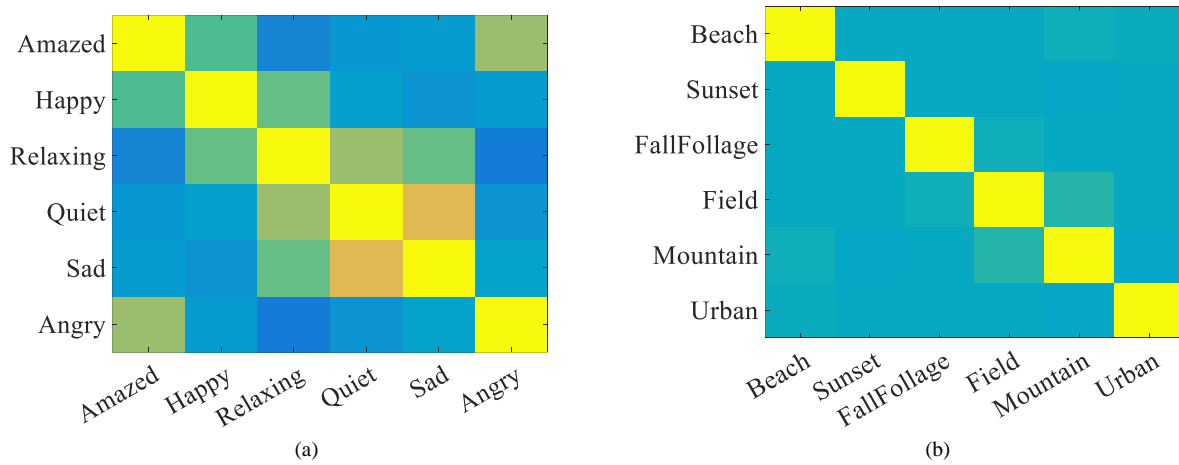 Amazed
Happy
Relaxing
Quiet
Sad
Angry
Amazed Happy Relaxing Quiet Sad Angry
(a)
Beach
Sunset
FallFollage
Field
Mountain
Urban
Beach Sunset FallFollage Field Mountain Urban
(b)